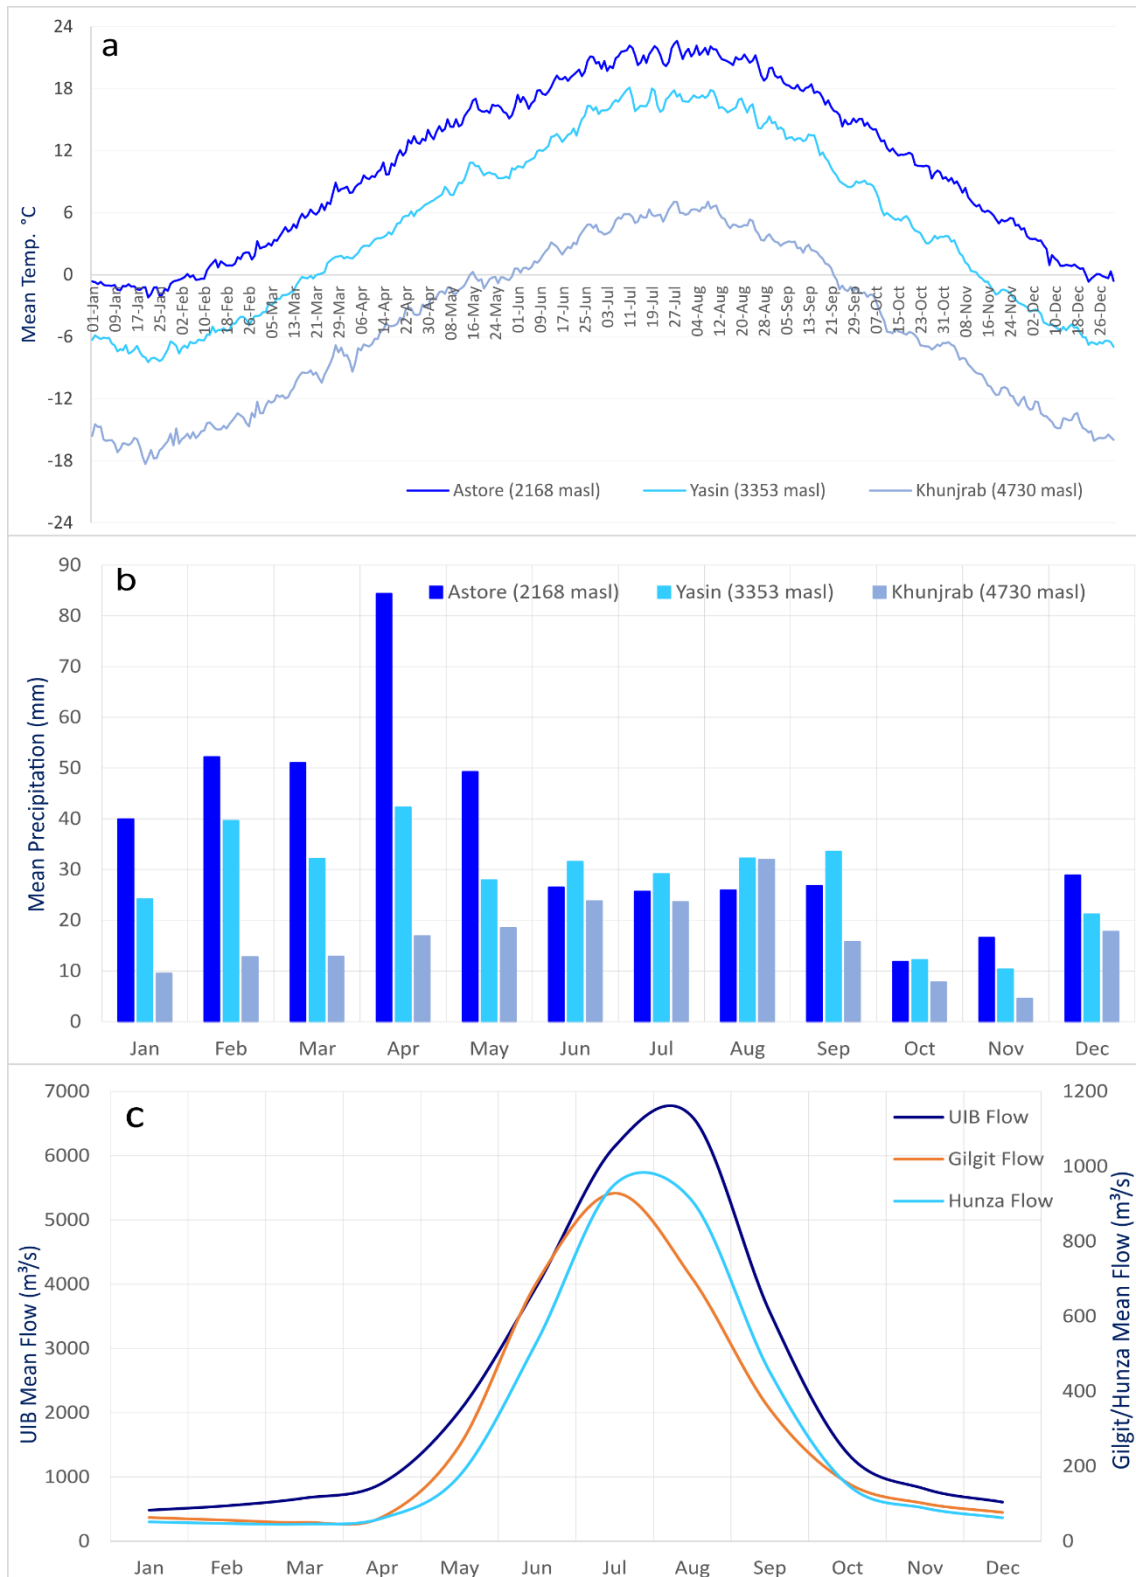 a
24
18
12
6
0
-6
-12
-18
-24
Mean Temp. °C
01-Jan
09-Jan
17-Jan
25-Jan
02-Feb
10-Feb
18-Feb
26-Feb
05-Mar
13-Mar
21-Mar
29-Mar
06-Apr
14-Apr
22-Apr
30-Apr
08-May
16-May
24-May
01-Jun
09-Jun
17-Jun
25-Jun
03-Jul
11-Jul
19-Jul
27-Jul
04-Aug
12-Aug
20-Aug
28-Aug
05-Sep
13-Sep
21-Sep
29-Sep
07-Oct
15-Oct
23-Oct
31-Oct
08-Nov
16-Nov
24-Nov
02-Dec
10-Dec
18-Dec
26-Dec
Astore (2168 masl) Yasin (3353 masl) Khunjrab (4730 masl)
b
Astore (2168 masl) Yasin (3353 masl) Khunjrab (4730 masl)
90
80
70
60
50
40
30
20
10
0
Mean Precipitation (mm)
Jan Feb Mar Apr May Jun Jul Aug Sep Oct Nov Dec
c
UIB Flow
Gilgit Flow
Hunza Flow
7000
6000
5000
4000
3000
2000
1000
0
UIB Mean Flow (m³/s)
1200
1000
800
600
400
200
0
Gilgit/Hunza Mean Flow (m³/s)
Jan Feb Mar Apr May Jun Jul Aug Sep Oct Nov Dec